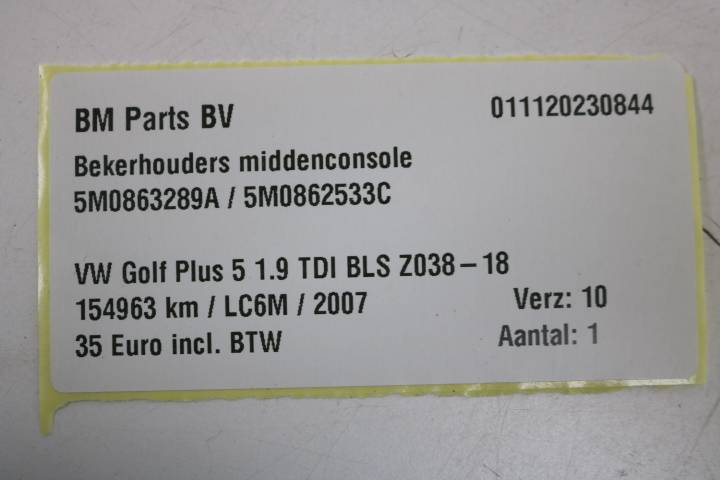 BM Parts BV 011120230844
Bekerhouders middenconsole
5M0863289A / 5M0862533C
VW Golf Plus 5 1.9 TDI BLS Z038-18
154963 km / LC6M / 2007 Verz: 10
35 Euro incl. BTW Aantal: 1